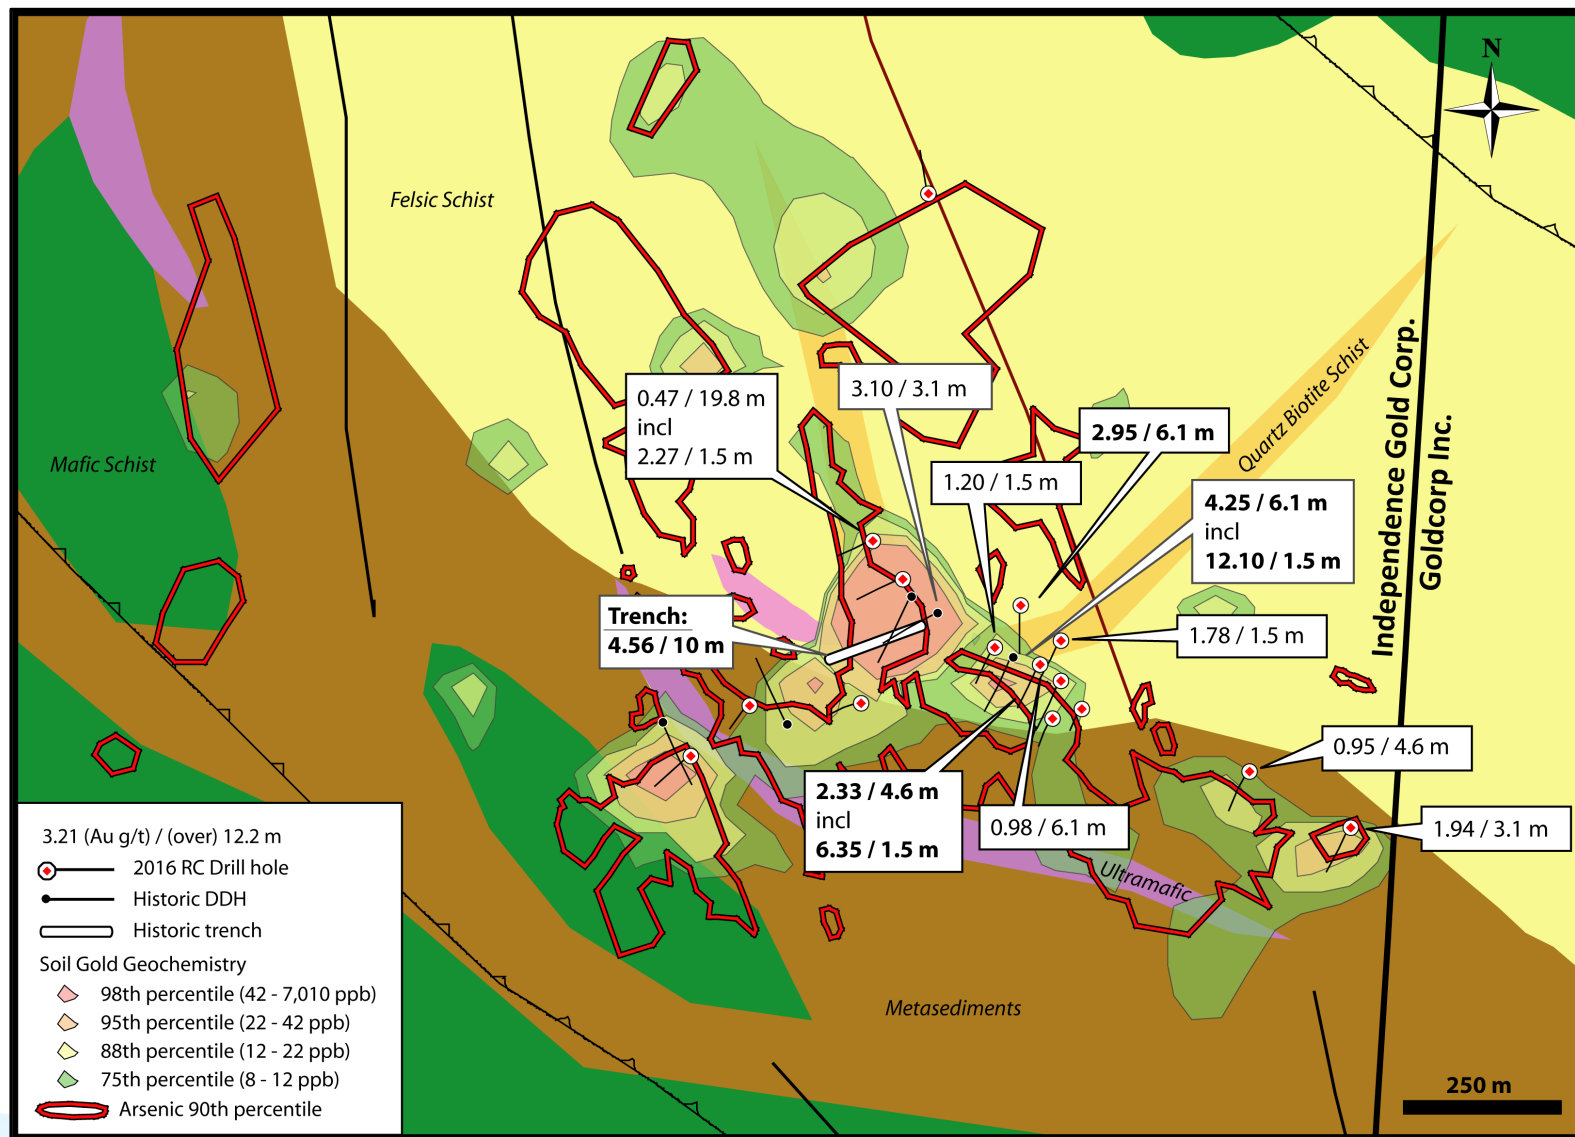 N
Felsic Schist
Mafic Schist
Quartz Biotite Schist
Independence Gold Corp.
Goldcorp Inc.
0.47 / 19.8 m
incl
2.27 / 1.5 m
3.10 / 3.1 m
2.95 / 6.1 m
1.20 / 1.5 m
4.25 / 6.1 m
incl
12.10 / 1.5 m
Trench:
4.56 / 10 m
1.78 / 1.5 m
0.95 / 4.6 m
2.33 / 4.6 m
incl
6.35 / 1.5 m
0.98 / 6.1 m
1.94 / 3.1 m
Ultramafic
Metasediments
3.21 (Au g/t) / (over) 12.2 m
2016 RC Drill hole
Historic DDH
Historic trench
Soil Gold Geochemistry
98th percentile (42 - 7,010 ppb)
95th percentile (22 - 42 ppb)
88th percentile (12 - 22 ppb)
75th percentile (8 - 12 ppb)
Arsenic 90th percentile
250 m